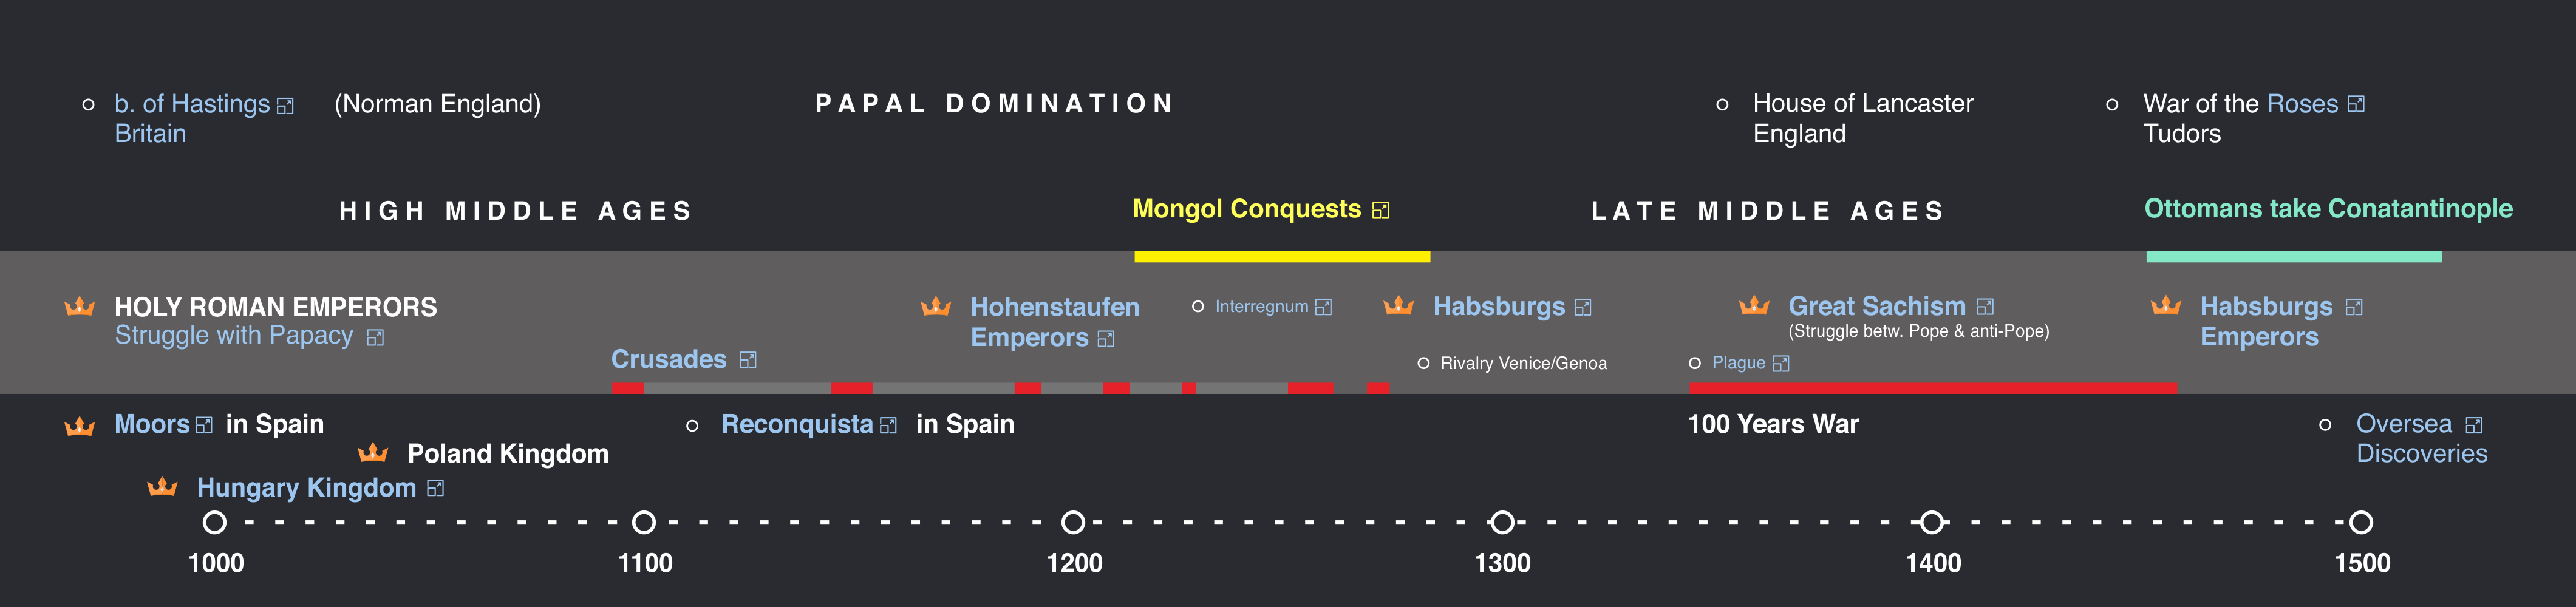 b. of Hastings (Norman England)
Britain
PAPAL DOMINATION
House of Lancaster
England
War of the Roses
Tudors
HIGH MIDDLE AGES
Mongol Conquests
LATE MIDDLE AGES
Ottomans take Conatantinople
HOLY ROMAN EMPERORS
Struggle with Papacy
Crusades
Hohenstaufen
Emperors
Interregnum
Habsburgs
Rivalry Venice/Genoa
Great Sachism
(Struggle betw. Pope & anti-Pope)
Plague
Habsburgs
Emperors
Moors in Spain
Poland Kingdom
Hungary Kingdom
Reconquista in Spain
100 Years War
Oversea
Discoveries
1000 1100 1200 1300 1400 1500